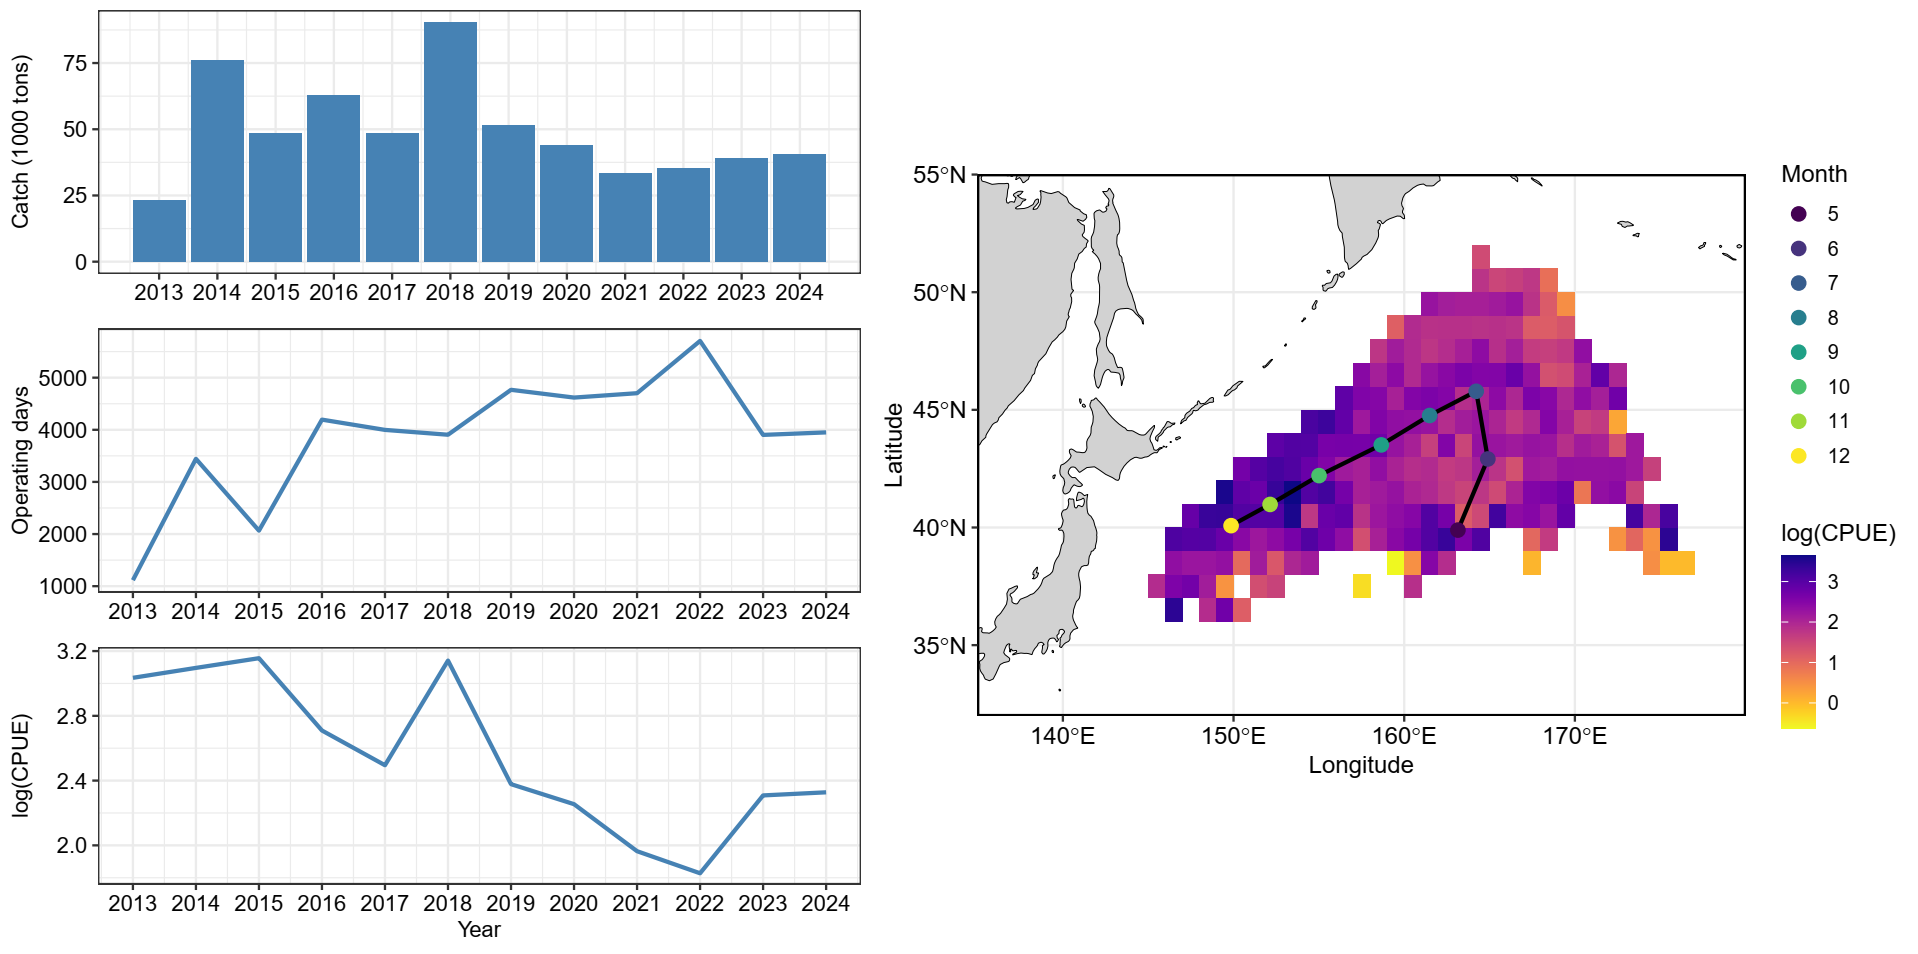 Catch (1000 tons)
75
50
25
0
2013 2014 2015 2016 2017 2018 2019 2020 2021 2022 2023 2024
Operating days
5000
4000
3000
2000
1000
2013 2014 2015 2016 2017 2018 2019 2020 2021 2022 2023 2024
log(CPUE)
3.2
2.8
2.4
2.0
2013 2014 2015 2016 2017 2018 2019 2020 2021 2022 2023 2024
Year
Latitude
55°N
50°N
45°N
40°N
35°N
140°E 150°E 160°E 170°E
Longitude
Month
5
6
7
8
9
10
11
12
log(CPUE)
3
2
1
0